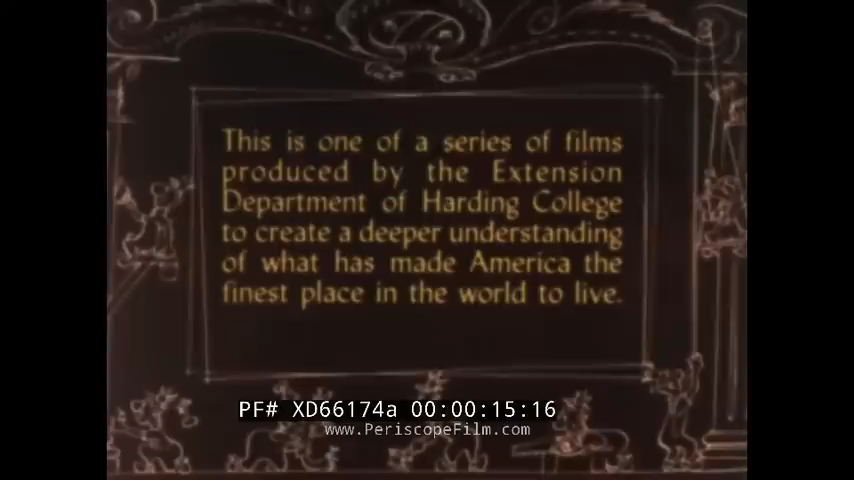 This is one of a series of films
produced by the Extension
Department of Harding College
to create a deeper understanding
of what has made America the
finest place in the world to live.
PF# XD66174a 00:00:15:16
www.PeriscopeFilm.com